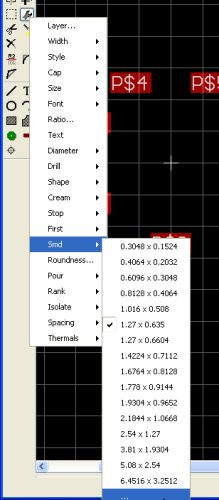 Layer...
Width
Style
Cap
Size
Font
Ratio...
Text
Diameter
Drill
Shape
Cream
Stop
First
Smd
Roundness...
Pour
Rank
Isolate
Spacing
Thermals
P$4
0.3048 x 0.1524
0.4064 x 0.2032
0.6096 x 0.3048
0.8128 x 0.4064
1.016 x 0.508
1.27 x 0.635
1.27 x 0.6604
1.4224 x 0.7112
1.6764 x 0.8128
1.778 x 0.9144
1.9304 x 0.9652
2.1844 x 1.0668
2.54 x 1.27
3.81 x 1.9304
5.08 x 2.54
6.4516 x 3.2512